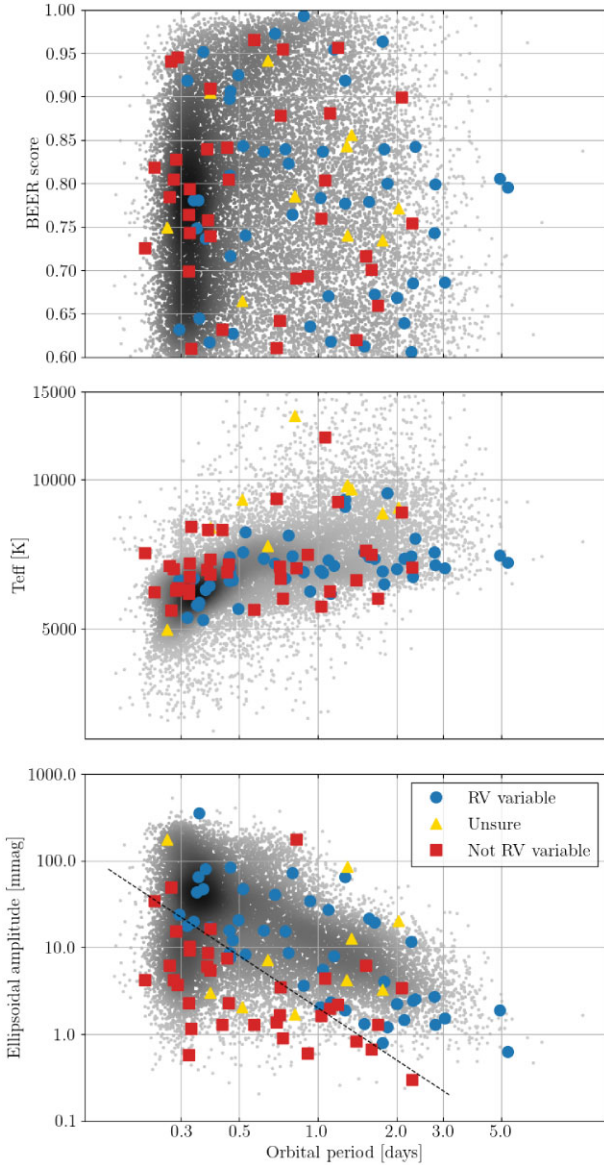 1.00
0.95
0.90
0.85
0.80
0.75
0.70
0.65
0.60
BEER score
15000
10000
5000
Teff [K]
1000.0
100.0
10.0
1.0
0.1
Ellipsoidal amplitude [mmag]
RV variable
Unsure
Not RV variable
0.3 0.5 1.0 2.0 3.0 5.0
Orbital period [days]